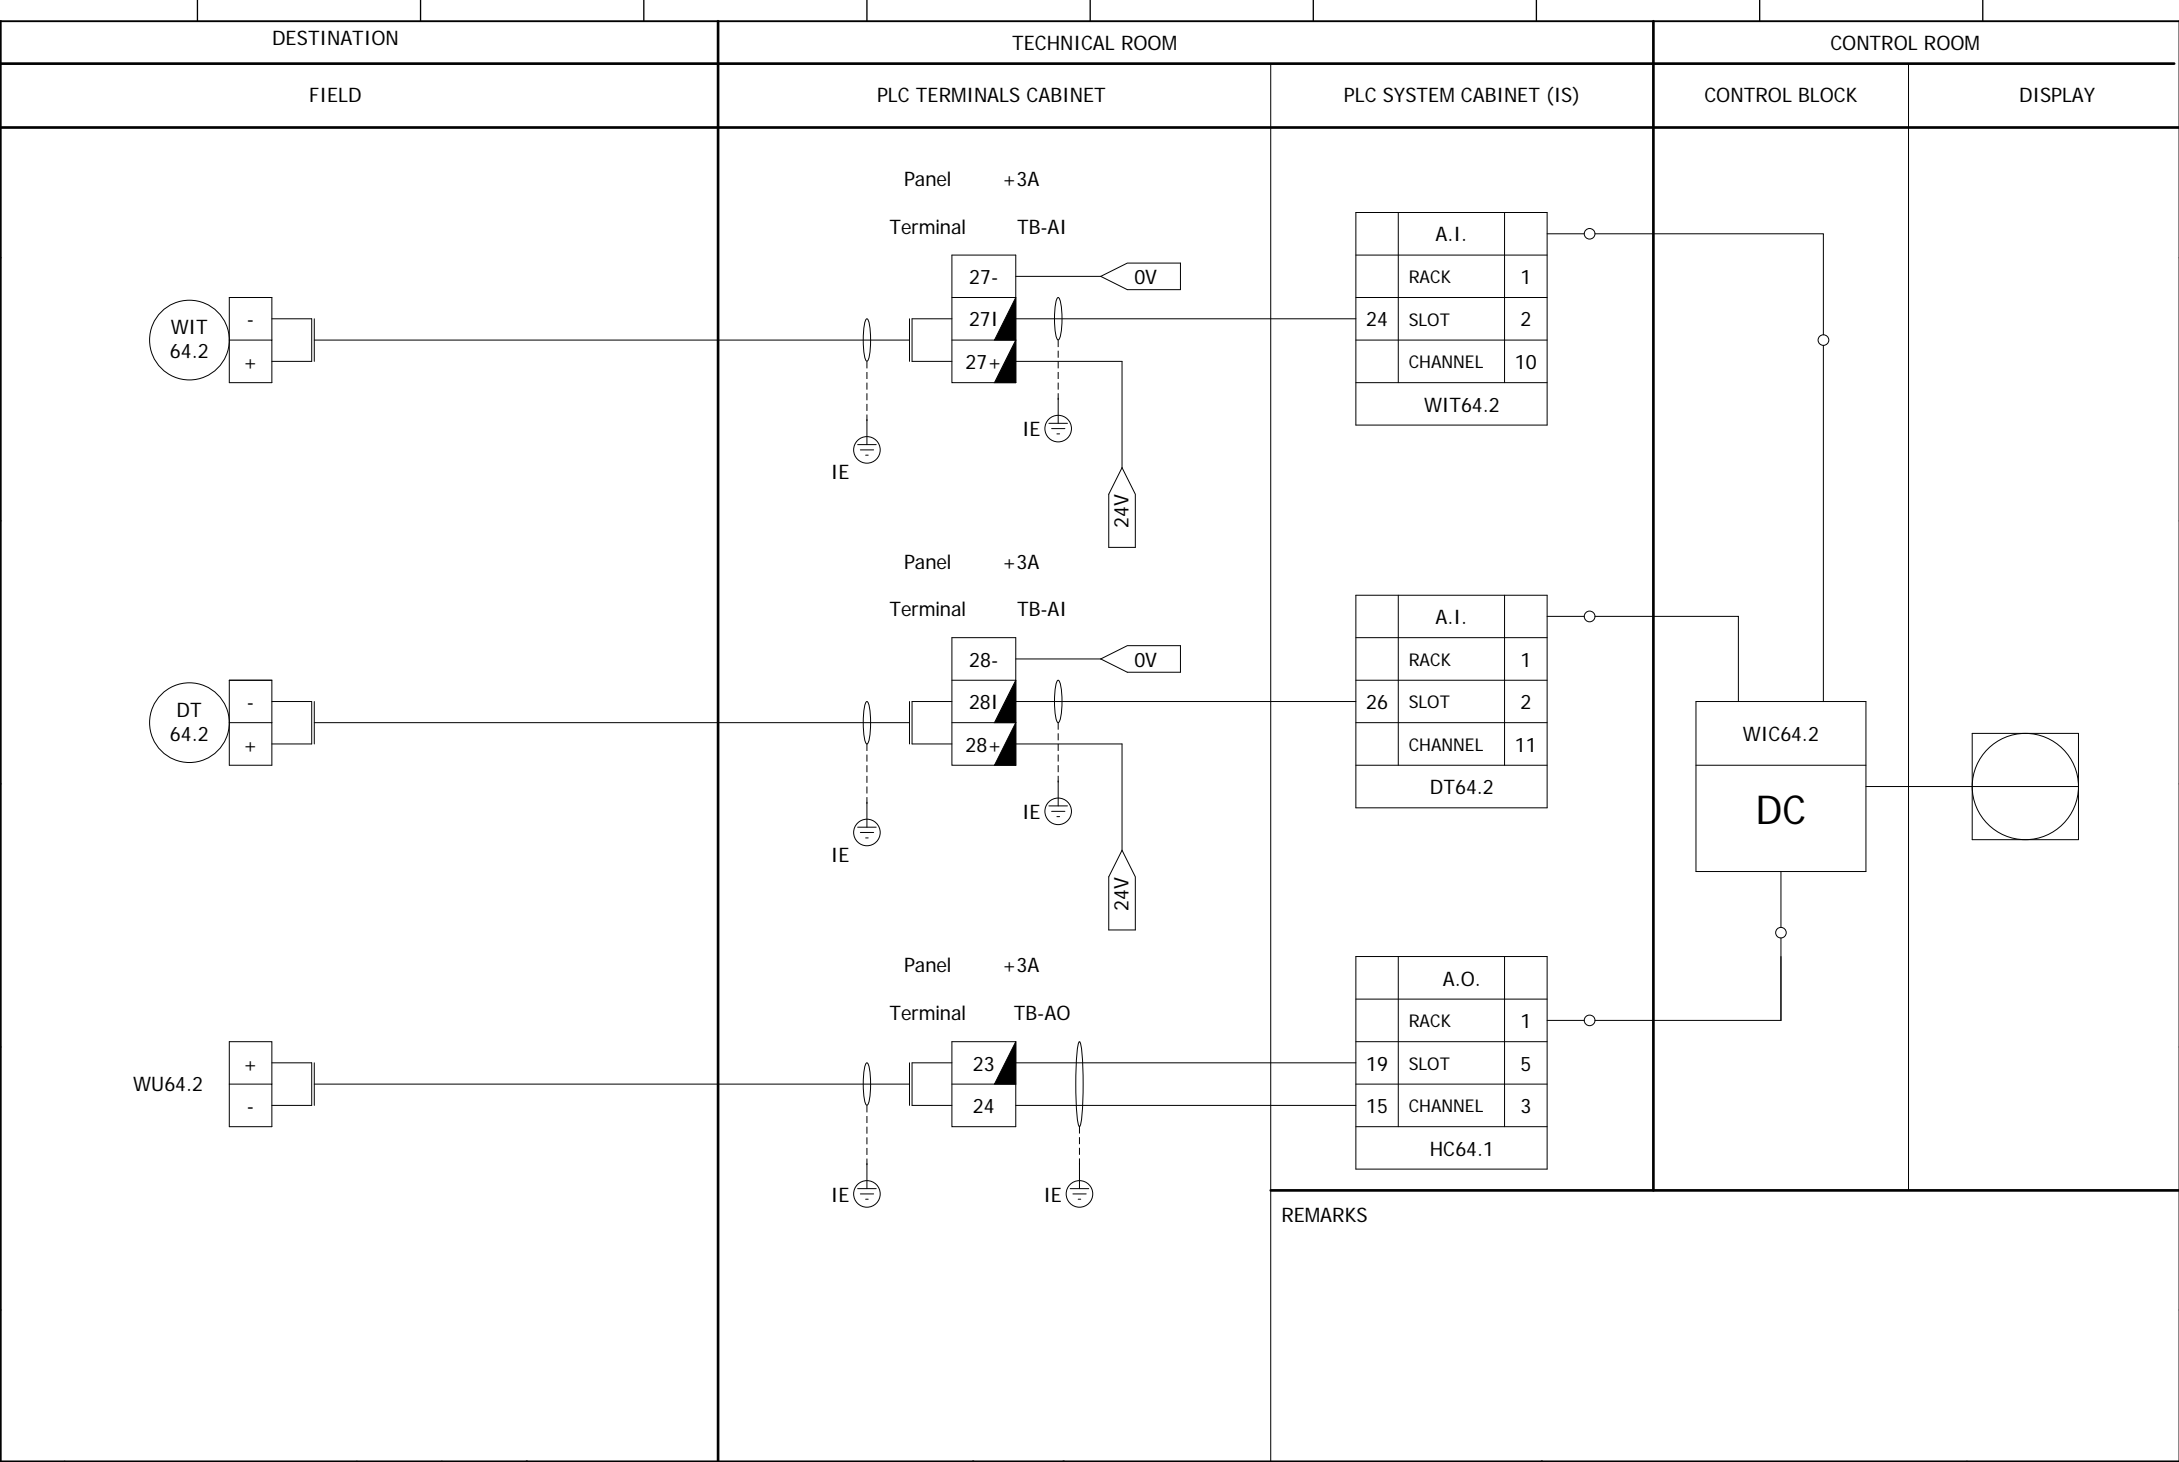 DESTINATION
TECHNICAL ROOM
CONTROL ROOM
FIELD
PLC TERMINALS CABINET
PLC SYSTEM CABINET (IS)
CONTROL BLOCK
DISPLAY
Panel +3A
Terminal TB-AI
WIT
64.2
-
+
27-
27I
27+
0V
IE
IE
24V
A.I.
RACK 1
24 SLOT 2
CHANNEL 10
WIT64.2
Panel +3A
Terminal TB-AI
DT
64.2
-
+
28-
28I
28+
0V
IE
IE
24V
A.I.
RACK 1
26 SLOT 2
CHANNEL 11
DT64.2
WIC64.2
DC
Panel +3A
Terminal TB-AO
WU64.2
+
-
23
24
IE
IE
A.O.
RACK 1
19 SLOT 5
15 CHANNEL 3
HC64.1
REMARKS